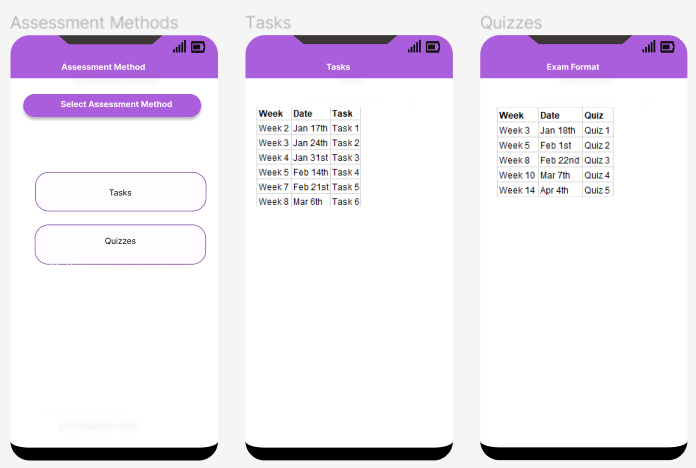 Assessment Methods
Assessment Method
Select Assessment Method
Tasks
Quizzes
Tasks
Tasks
Week Date Task
Week 2 Jan 17th Task 1
Week 3 Jan 24th Task 2
Week 4 Jan 31st Task 3
Week 5 Feb 14th Task 4
Week 7 Feb 21st Task 5
Week 8 Mar 6th Task 6
Quizzes
Exam Format
Week Date Quiz
Week 3 Jan 18th Quiz 1
Week 5 Feb 1st Quiz 2
Week 8 Feb 22nd Quiz 3
Week 10 Mar 7th Quiz 4
Week 14 Apr 4th Quiz 5